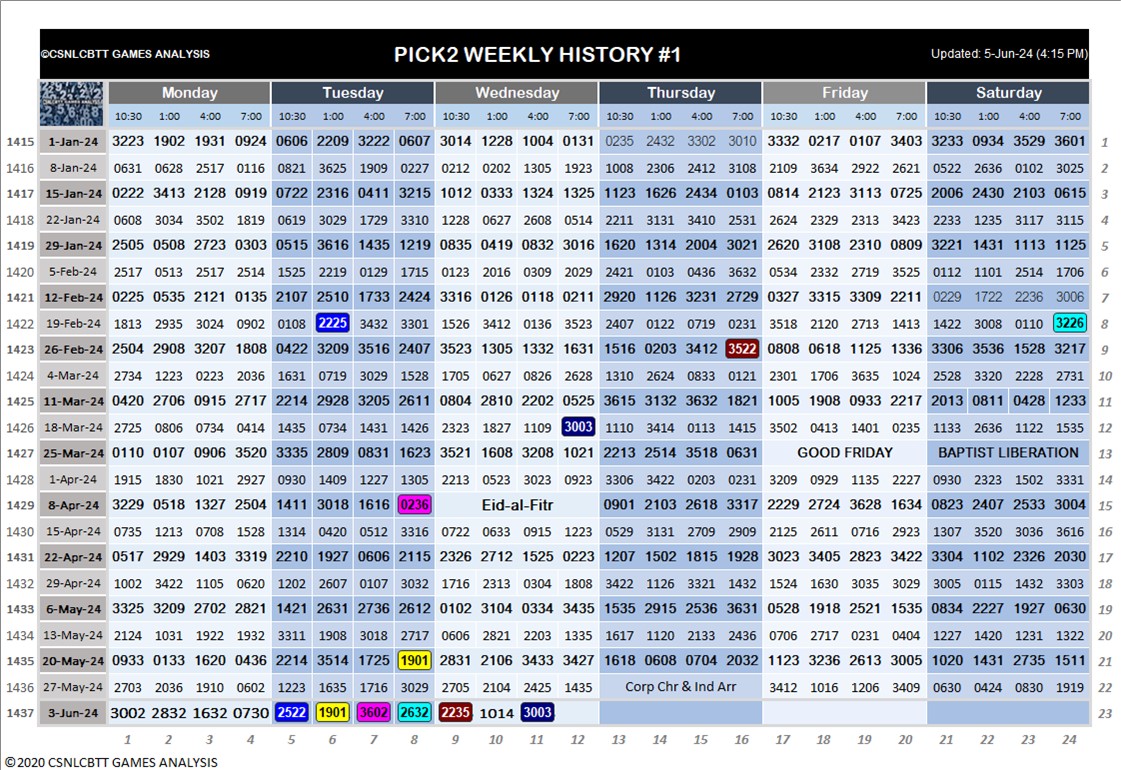 ©CSNLCBTT GAMES ANALYSIS PICK2 WEEKLY HISTORY #1 Updated: 5-Jun-24 (4:15 PM)
Monday Tuesday Wednesday Thursday Friday Saturday
10:30 1:00 4:00 7:00 10:30 1:00 4:00 7:00 10:30 1:00 4:00 7:00 10:30 1:00 4:00 7:00 10:30 1:00 4:00 7:00 10:30 1:00 4:00 7:00
1415 1-Jan-24 3223 1902 1931 0924 0606 2209 3222 0607 3014 1228 1004 0131 0235 2432 3302 3010 3332 0217 0107 3403 3233 0934 3529 3601 1
1416 8-Jan-24 0631 0628 2517 0116 0821 3625 1909 0227 0212 0202 1305 1923 1008 2306 2412 3108 2109 3634 2922 2621 0522 2636 0102 3025 2
1417 15-Jan-24 0222 3413 2128 0919 0722 2316 0411 3215 1012 0333 1324 1325 1123 1626 2434 0103 0814 2123 3113 0725 2006 2430 2103 0615 3
1418 22-Jan-24 0608 3034 3502 1819 0619 3029 1729 3310 1228 0627 2608 0514 2211 3131 3410 2531 2624 2329 2313 3423 2233 1235 3117 3115 4
1419 29-Jan-24 2505 0508 2723 0303 0515 3616 1435 1219 0835 0419 0832 3016 1620 1314 2004 3021 2620 3108 2310 0809 3221 1431 1113 1125 5
1420 5-Feb-24 2517 0513 2517 2514 1525 2219 0129 1715 0123 2016 0309 2029 2421 0103 0436 3632 0534 2332 2719 3525 0112 1101 2514 1706 6
1421 12-Feb-24 0225 0535 2121 0135 2107 2510 1733 2424 3316 0126 0118 0211 2920 1126 3231 2729 0327 3315 3309 2211 0229 1722 2236 3006 7
1422 19-Feb-24 1813 2935 3024 0902 0108 2225 3432 3301 1526 3412 0136 3523 2407 0122 0719 0231 3518 2120 2713 1413 1422 3008 0110 3226 8
1423 26-Feb-24 2504 2908 3207 1808 0422 3209 3516 2407 3523 1305 1332 1631 1516 0203 3412 3522 0808 0618 1125 1336 3306 3536 1528 3217 9
1424 4-Mar-24 2734 1223 0223 2036 1631 0719 3029 1528 1705 0627 0826 2628 1310 2624 0833 0121 2301 1706 3635 1024 2528 3320 2228 2731 10
1425 11-Mar-24 0420 2706 0915 2717 2214 2928 3205 2611 0804 2810 2202 0525 3615 3132 3632 1821 1005 1908 0933 2217 2013 0811 0428 1233 11
1426 18-Mar-24 2725 0806 0734 0414 1435 0734 1431 1426 2323 1827 1109 3003 1110 3414 0113 1415 3502 0413 1401 0235 1133 2636 1122 1535 12
1427 25-Mar-24 0110 0107 0906 3520 3335 2809 0831 1623 3521 1608 3208 1021 2213 2514 3518 0631 GOOD FRIDAY BAPTIST LIBERATION 13
1428 1-Apr-24 1915 1830 1021 2927 0930 1409 1227 1305 2213 0523 3023 0923 3306 3422 0203 0231 3209 0929 1135 2227 0930 2323 1502 3331 14
1429 8-Apr-24 3229 0518 1327 2504 1411 3018 1616 0236 Eid-al-Fitr 0901 2103 2618 3317 2229 2724 3628 1634 0823 2407 2533 3004 15
1430 15-Apr-24 0735 1213 0708 1528 1314 0420 0512 3316 0722 0633 0915 1223 0529 3131 2709 2909 2125 2611 0716 2923 1307 3520 3036 3616 16
1431 22-Apr-24 0517 2929 1403 3319 2210 1927 0606 2115 2326 2712 1525 0223 1207 1502 1815 1928 3023 3405 2823 3422 3304 1102 2326 2030 17
1432 29-Apr-24 1002 3422 1105 0620 1202 2607 0107 3032 1716 2313 0304 1808 3422 1126 3321 1432 1524 1630 3035 3029 3005 0115 1432 3303 18
1433 6-May-24 3325 3209 2702 2821 1421 2631 2736 2612 0102 3104 0334 3435 1535 2915 2536 3631 0528 1918 2521 1535 0834 2227 1927 0630 19
1434 13-May-24 2124 1031 1922 1932 3311 1908 3018 2717 0606 2821 2203 1335 1617 1120 2133 2436 0706 2717 0231 0404 1227 1420 1231 1322 20
1435 20-May-24 0933 0133 1620 0436 2214 3514 1725 1901 2831 2106 3433 3427 1618 0608 0704 2032 1123 3236 2613 3005 1020 1431 2735 1511 21
1436 27-May-24 2703 2036 1910 0602 1223 1635 1716 3029 2705 2104 2425 1435 Corp Chr & Ind Arr 3412 1016 1206 3409 0630 0424 0830 1919 22
1437 3-Jun-24 3002 2832 1632 0730 2522 1901 3602 2632 2235 1014 3003 23
1 2 3 4 5 6 7 8 9 10 11 12 13 14 15 16 17 18 19 20 21 22 23 24
©2020 CSNLCBTT GAMES ANALYSIS